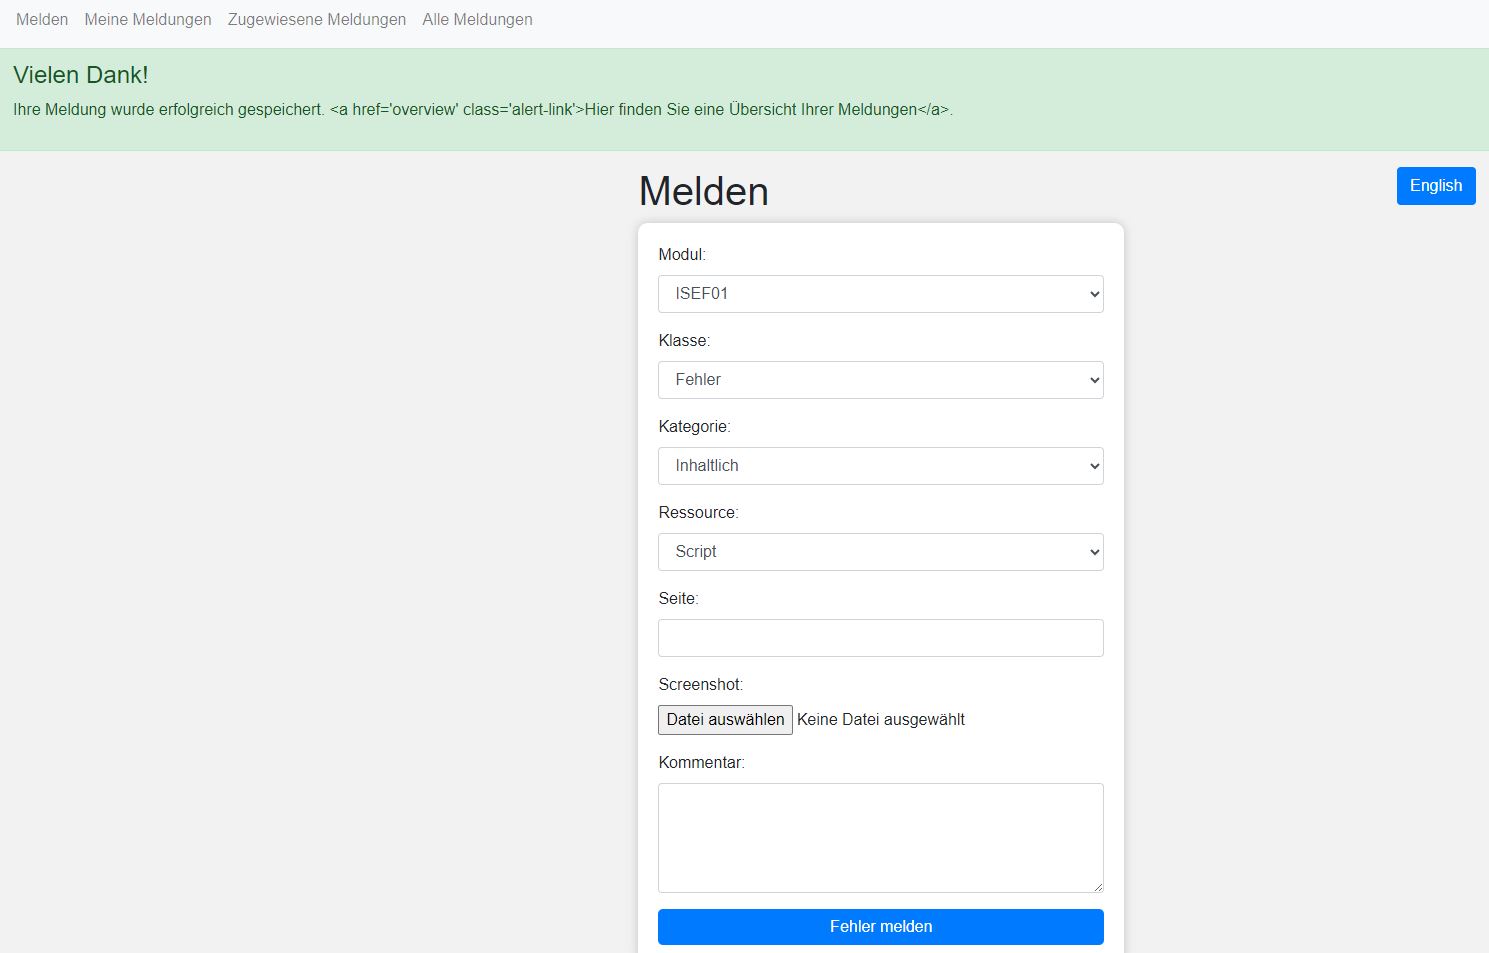 Melden Meine Meldungen Zugewiesene Meldungen Alle Meldungen
Vielen Dank!
Ihre Meldung wurde erfolgreich gespeichert. <a href='overview' class='alert-link'>Hier finden Sie eine Übersicht Ihrer Meldungen</a>.
Melden
English
Modul:
ISEF01
Klasse:
Fehler
Kategorie:
Inhaltlich
Ressource:
Script
Seite:
Screenshot:
Datei auswählen Keine Datei ausgewählt
Kommentar:
Fehler melden